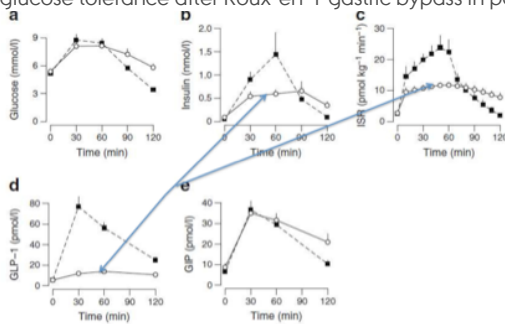 glucose tolerance after Roux-en-Y gastric bypass in
a
Glucose (mmol/l)
9
6
3
0
0 30 60 90 120
Time (min)
b
Insulin (nmol/l)
2.0
1.5
1.0
0.5
0.0
0 30 60 90 120
Time (min)
c
ISR (pmol kg⁻¹ min⁻¹)
30
20
10
0
0 30 60 90 120
Time (min)
d
GLP-1 (pmol/l)
80
60
40
20
0
0 30 60 90 120
Time (min)
e
GIP (pmol/l)
40
30
20
10
0
0 30 60 90 120
Time (min)